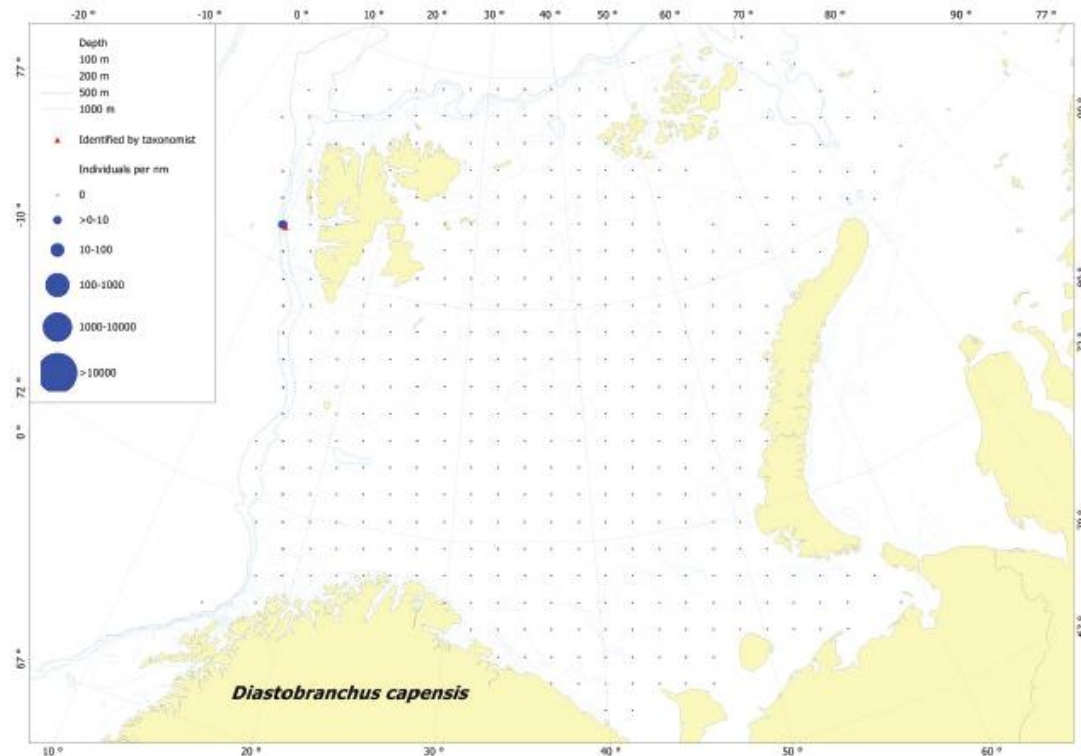 -20 ° -10 ° 0 ° 10 ° 20 ° 30 ° 40 ° 50 ° 60 ° 70 ° 80 ° 90 ° 77 °
Depth
100 m
200 m
500 m
1000 m
Identified by taxonomist
Individuals per nm
0
>0-10
10-100
100-1000
1000-10000
>10000
77 °
-10 °
72 °
0 °
67 °
Diastobranchus capensis
10 ° 20 ° 30 ° 40 ° 50 ° 60 °